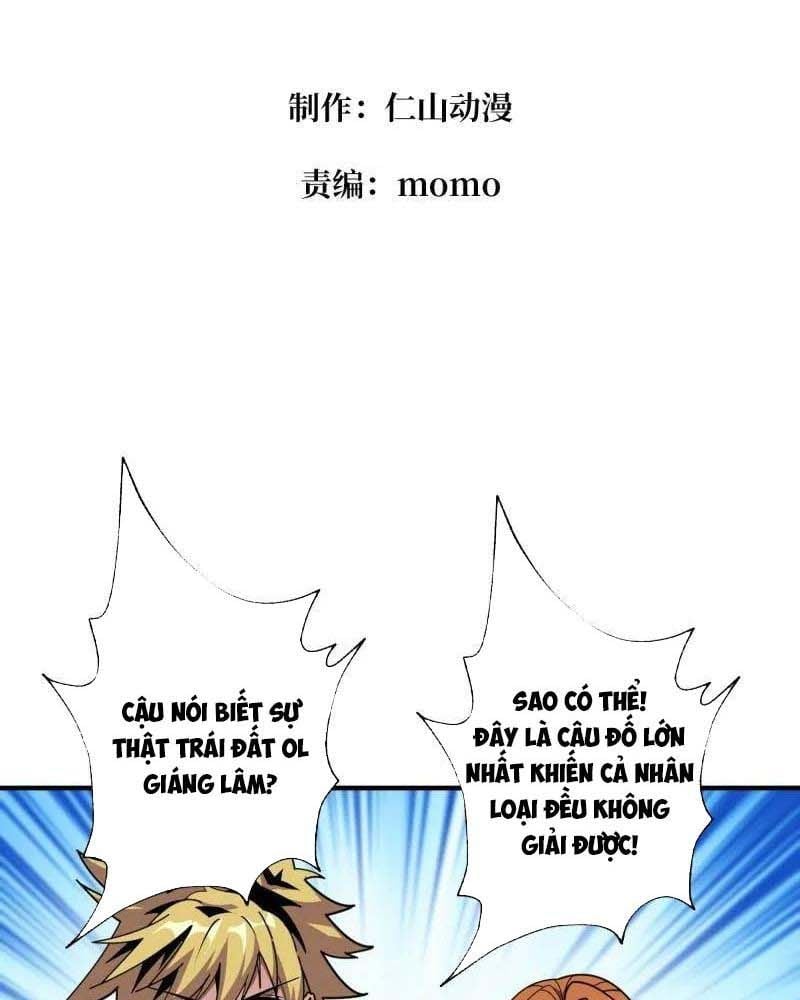 制作：仁山动漫
责编：momo
CẬU NÓI BIẾT SỰ
THẬT TRÁI ĐẤT OL
GIÁNG LÂM?
SAO CÓ THỂ!
ĐÂY LÀ CÂU ĐỐ LỚN
NHẤT KHIẾN CẢ NHÂN
LOẠI ĐỀU KHÔNG
GIẢI ĐƯỢC!